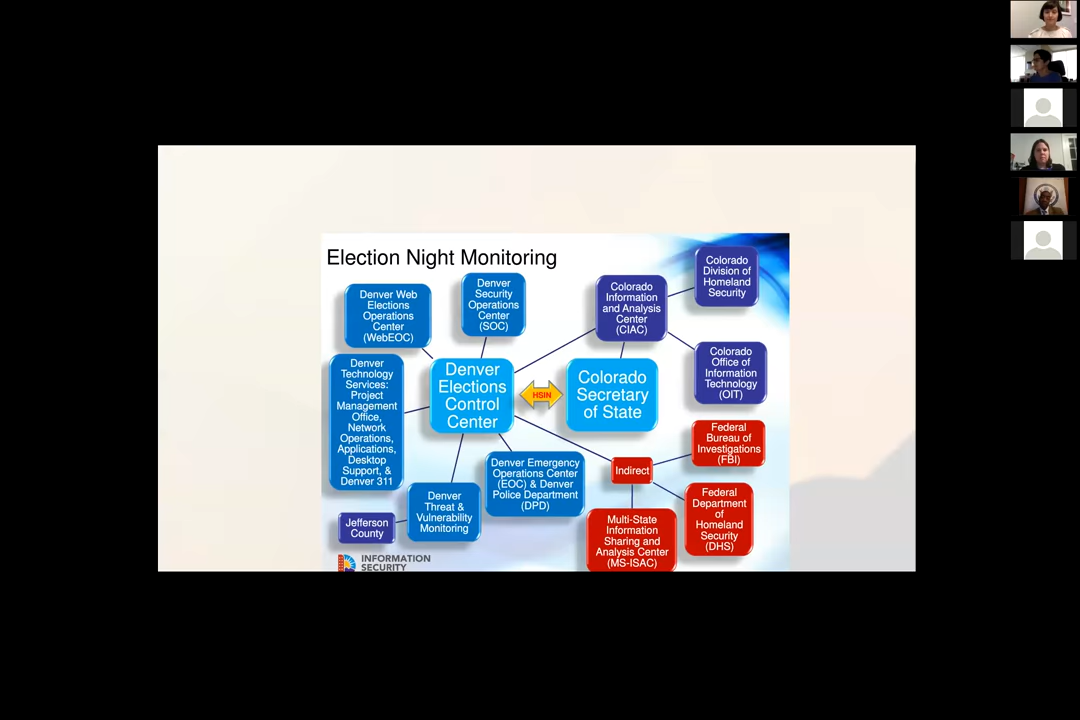 Election Night Monitoring
Denver Web
Elections
Operations
Center
(WebEOC)
Denver
Security
Operations
Center
(SOC)
Colorado
Information
and Analysis
Center
(CIAC)
Colorado
Division of
Homeland
Security
Denver
Technology
Services:
Project
Management
Office,
Network
Operations,
Applications,
Desktop
Support, &
Denver 311
Denver
Elections
Control
Center
HSIN
Colorado
Secretary
of State
Colorado
Office of
Information
Technology
(OIT)
Federal
Bureau of
Investigations
(FBI)
Indirect
Denver Emergency
Operations Center
(EOC) & Denver
Police Department
(DPD)
Federal
Department
of
Homeland
Security
(DHS)
Denver
Threat &
Vulnerability
Monitoring
Jefferson
County
Multi-State
Information
Sharing and
Analysis Center
(MS-ISAC)
INFORMATION
SECURITY